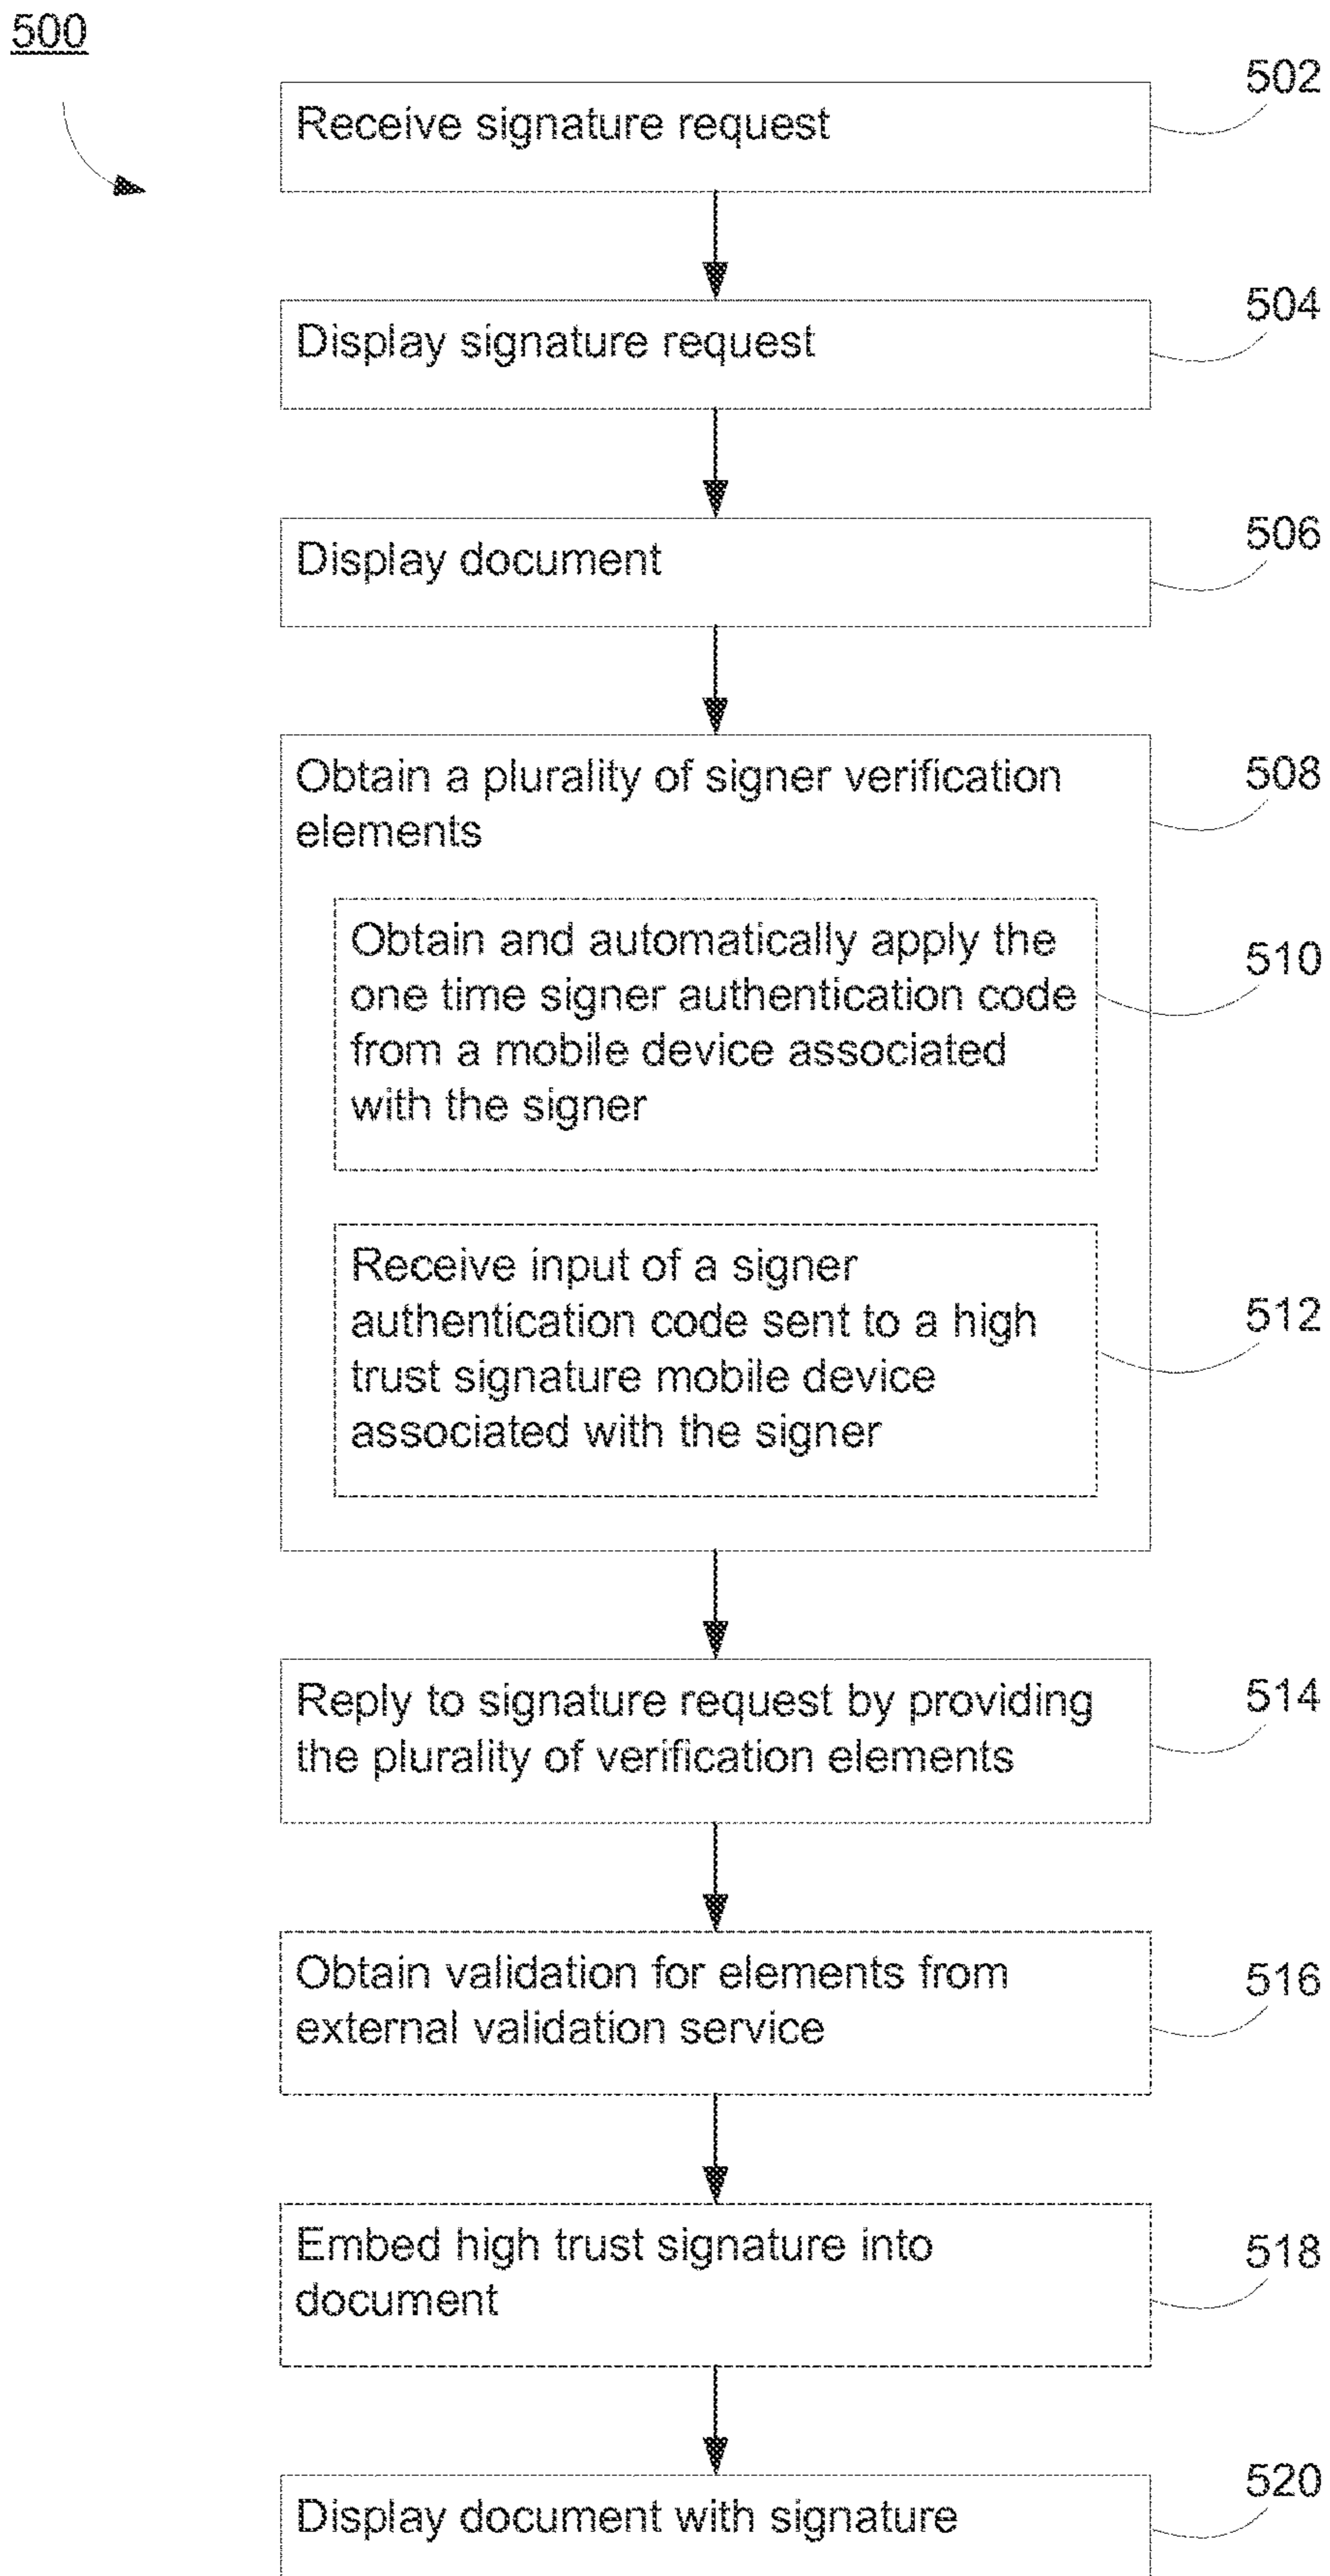 500
502
Receive signature request
504
Display signature request
506
Display document
508
Obtain a plurality of signer verification
elements
510
Obtain and automatically apply the
one time signer authentication code
from a mobile device associated
with the signer
512
Receive input of a signer
authentication code sent to a high
trust signature mobile device
associated with the signer
514
Reply to signature request by providing
the plurality of verification elements
516
Obtain validation for elements from
external validation service
518
Embed high trust signature into
document
520
Display document with signature